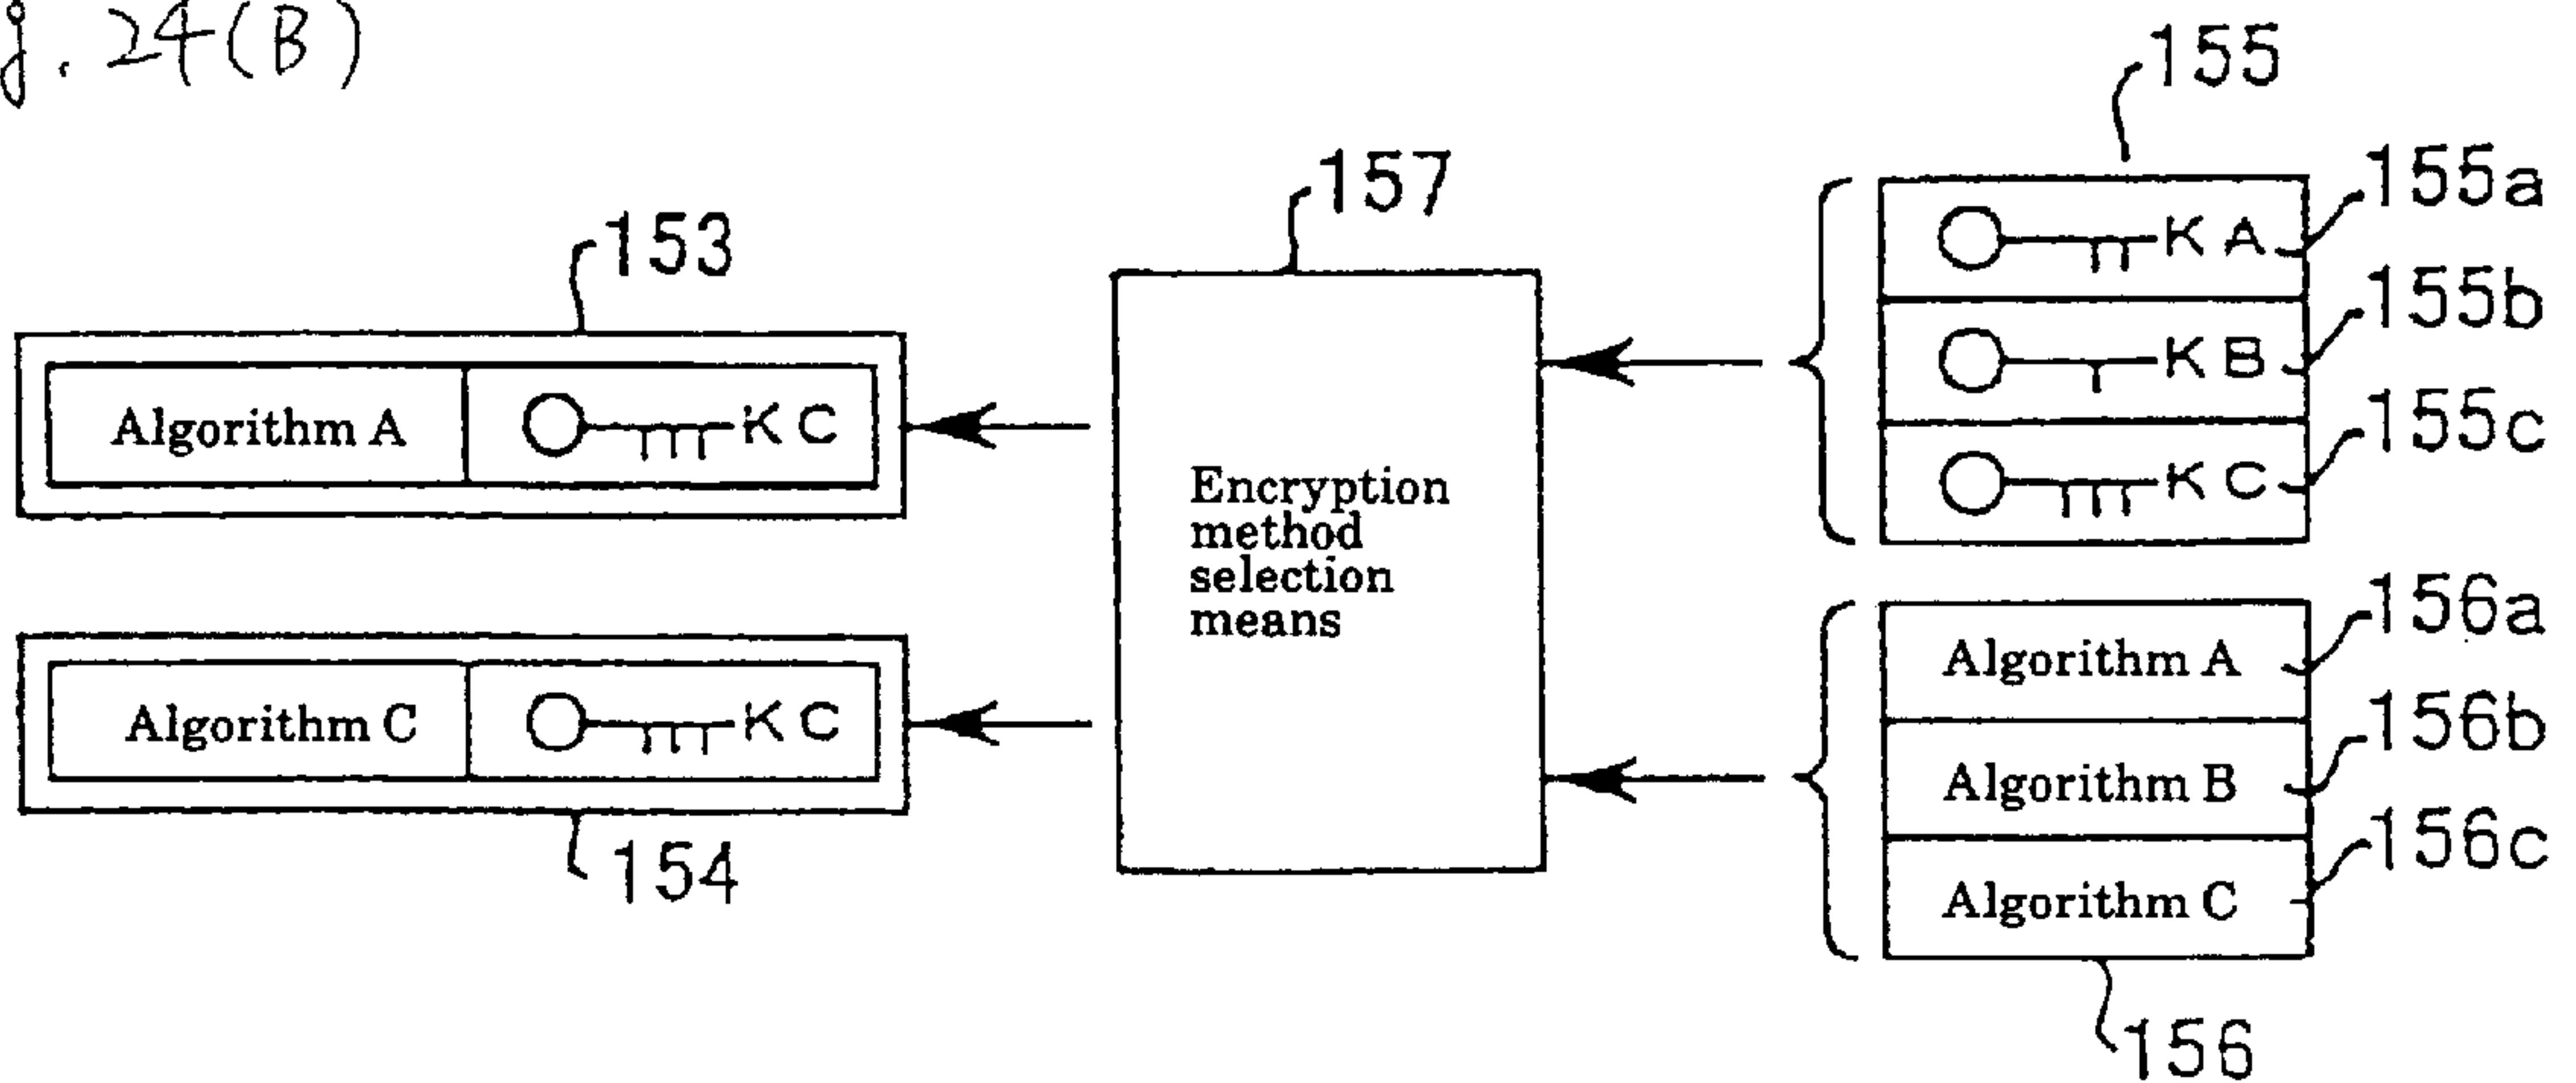 g. 24(B)
155
157
155a
KA
153
155b
KB
Algorithm A
KC
155c
KC
Encryption
method
selection
means
156a
Algorithm A
Algorithm C
KC
156b
Algorithm B
154
156c
Algorithm C
156